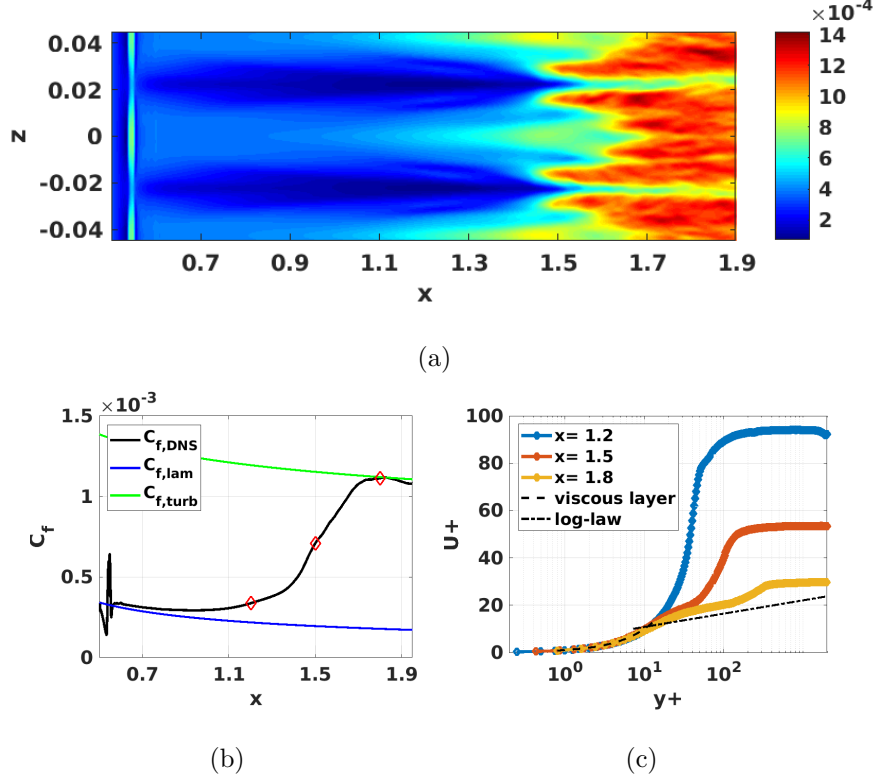 ×10⁻⁴
0.04
0.02
0
-0.02
-0.04
z
0.7 0.9 1.1 1.3 1.5 1.7 1.9
x
14
12
10
8
6
4
2
(a)
×10⁻³
1.5
1
0.5
0
C_f
C_f,DNS
C_f,lam
C_f,turb
0.7 1.1 1.5 1.9
x
(b)
100
80
60
40
20
0
U+
x= 1.2
x= 1.5
x= 1.8
viscous layer
log-law
10⁰ 10¹ 10²
y+
(c)